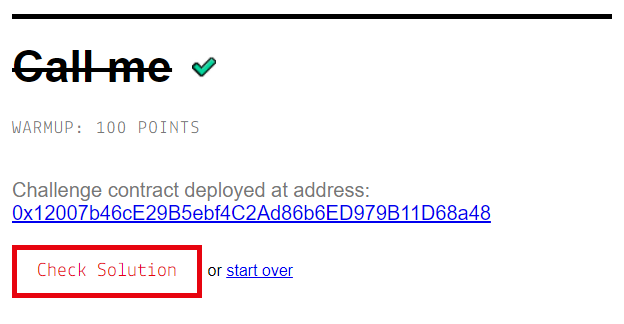 Call me
WARMUP: 100 POINTS
Challenge contract deployed at address:
0x12007b46cE29B5ebf4C2Ad86b6ED979B11D68a48
Check Solution or start over